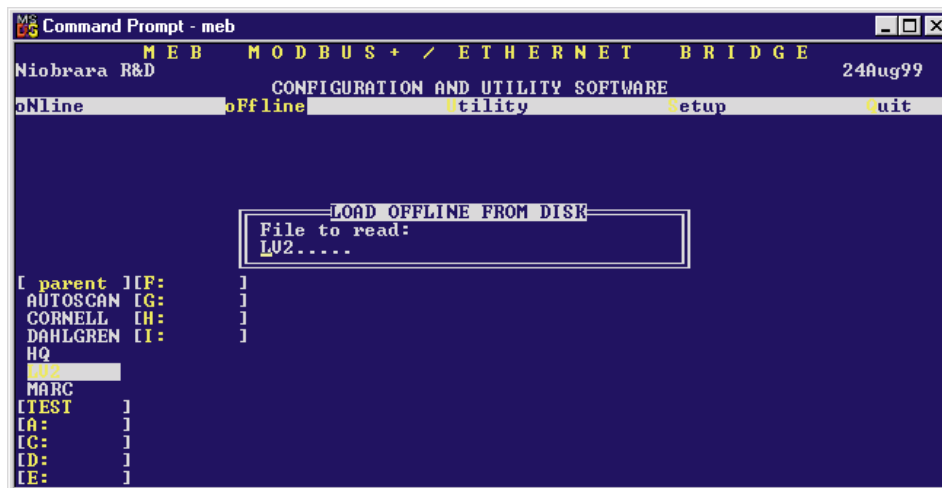 Command Prompt - meb
M E B M O D B U S + / E T H E R N E T B R I D G E
Niobrara R&D 24Aug99
CONFIGURATION AND UTILITY SOFTWARE
oNline oFfline Utility Setup Quit
LOAD OFFLINE FROM DISK
File to read:
LV2.....
[ parent ][F: ]
AUTOSCAN [G: ]
CORNELL [H: ]
DAHLGREN [I: ]
HQ
LV2
MARC
[TEST ]
[A: ]
[C: ]
[D: ]
[E: ]